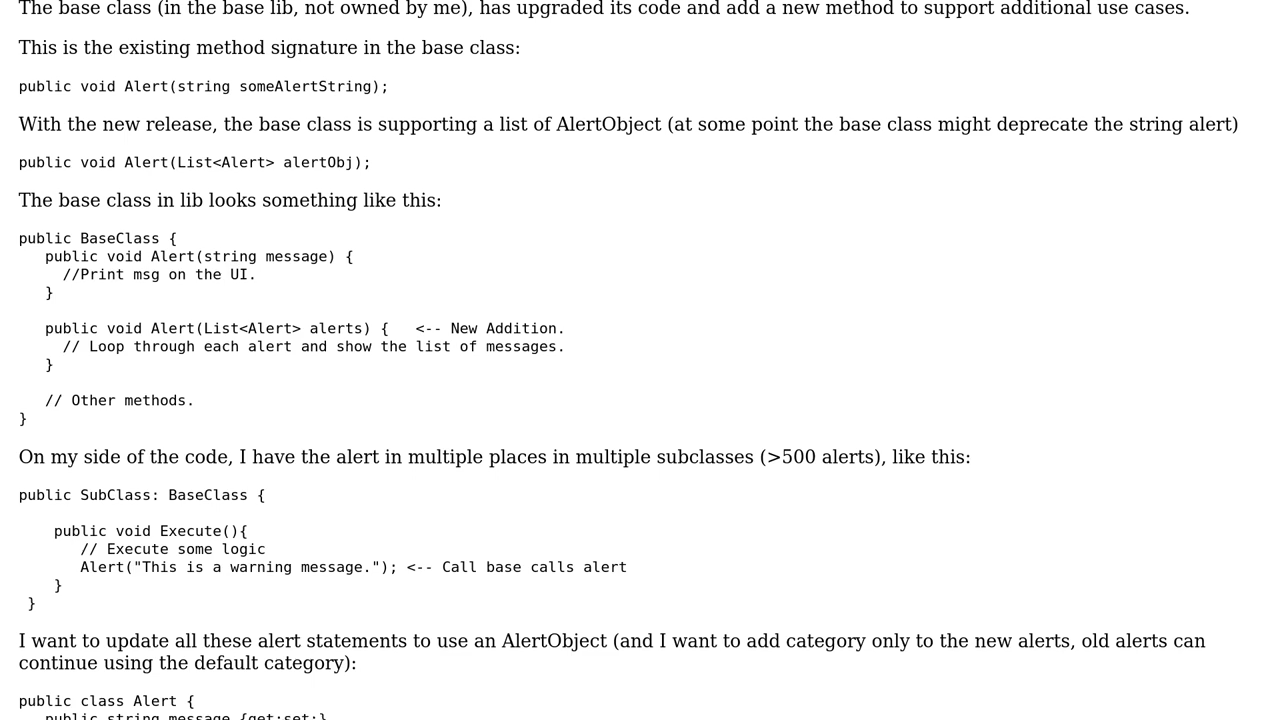 The base class (in the base lib, not owned by me), has upgraded its code and add a new method to support additional use cases.
This is the existing method signature in the base class:
public void Alert(string someAlertString);
With the new release, the base class is supporting a list of AlertObject (at some point the base class might deprecate the string alert)
public void Alert(List<Alert> alertObj);
The base class in lib looks something like this:
public BaseClass {
   public void Alert(string message) {
     //Print msg on the UI.
   }
   public void Alert(List<Alert> alerts) {   <-- New Addition.
     // Loop through each alert and show the list of messages.
   }
   // Other methods.
}
On my side of the code, I have the alert in multiple places in multiple subclasses (>500 alerts), like this:
public SubClass: BaseClass {
    public void Execute(){
       // Execute some logic
       Alert("This is a warning message."); <-- Call base calls alert
    }
 }
I want to update all these alert statements to use an AlertObject (and I want to add category only to the new alerts, old alerts can
continue using the default category):
public class Alert {
   public string message {get;set;}